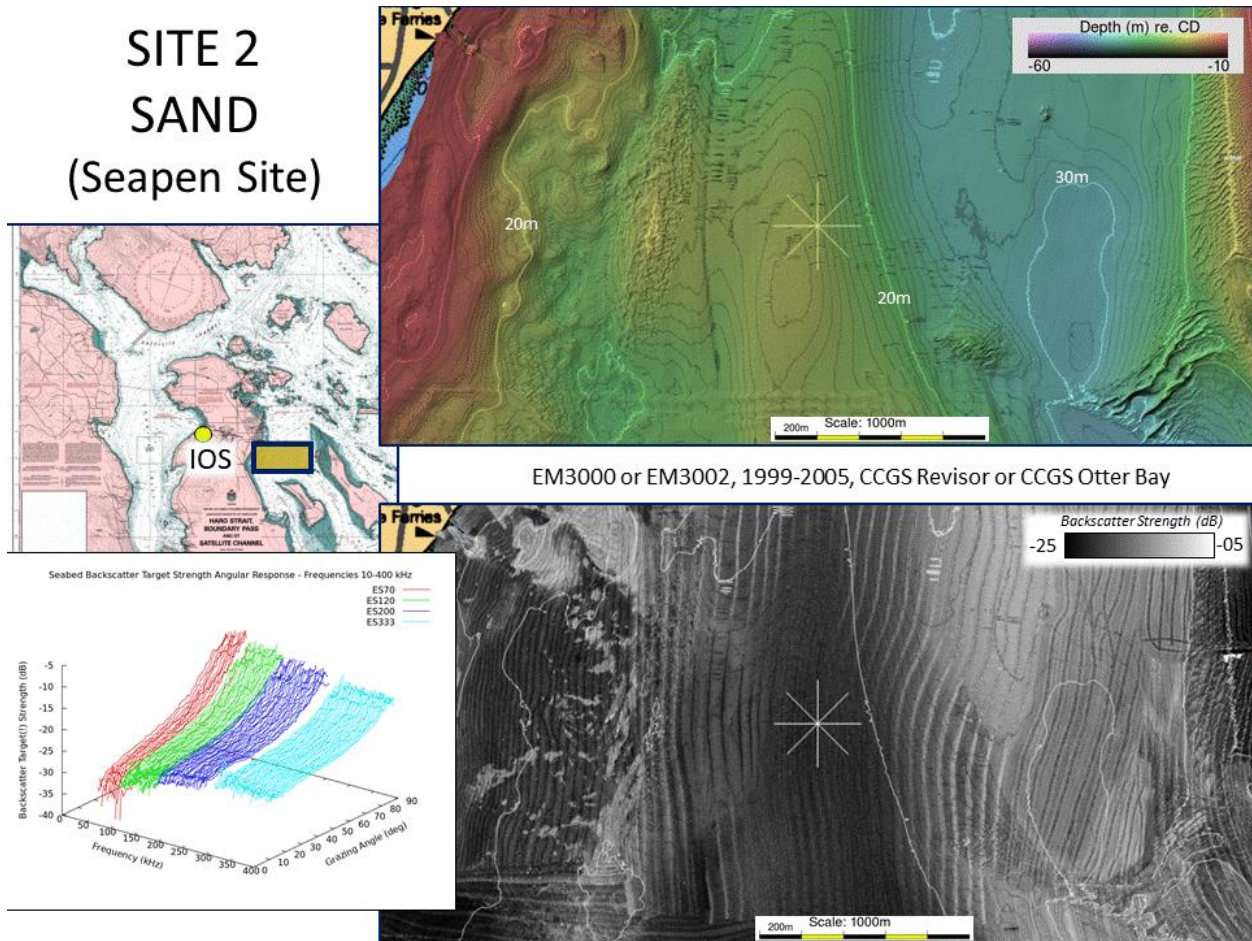 SITE 2
SAND
(Seapen Site)
e Ferries
Depth (m) re. CD
-60
-10
20m
30m
20m
200m
Scale: 1000m
IOS
HARO STRAIT,
BOUNDARY PASS
SATELLITE CHANNEL
EM3000 or EM3002, 1999-2005, CCGS Revisor or CCGS Otter Bay
e Ferries
Backscatter Strength (dB)
-25
-05
Seabed Backscatter Target Strength Angular Response - Frequencies 10-400 kHz
ES70
ES120
ES200
ES333
Backscatter Target(!) Strength (dB)
-5
-10
-15
-20
-25
-30
-35
-40
0
50
100
150
200
250
300
350
400
Frequency (kHz)
0
10
20
30
40
50
60
70
80
90
Grazing Angle (deg)
200m
Scale: 1000m